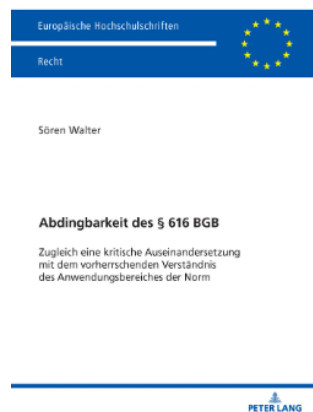 Europäische Hochschulschriften
Recht
Sören Walter
Abdingbarkeit des § 616 BGB
Zugleich eine kritische Auseinandersetzung
mit dem vorherrschenden Verständnis
des Anwendungsbereiches der Norm
PETER LANG